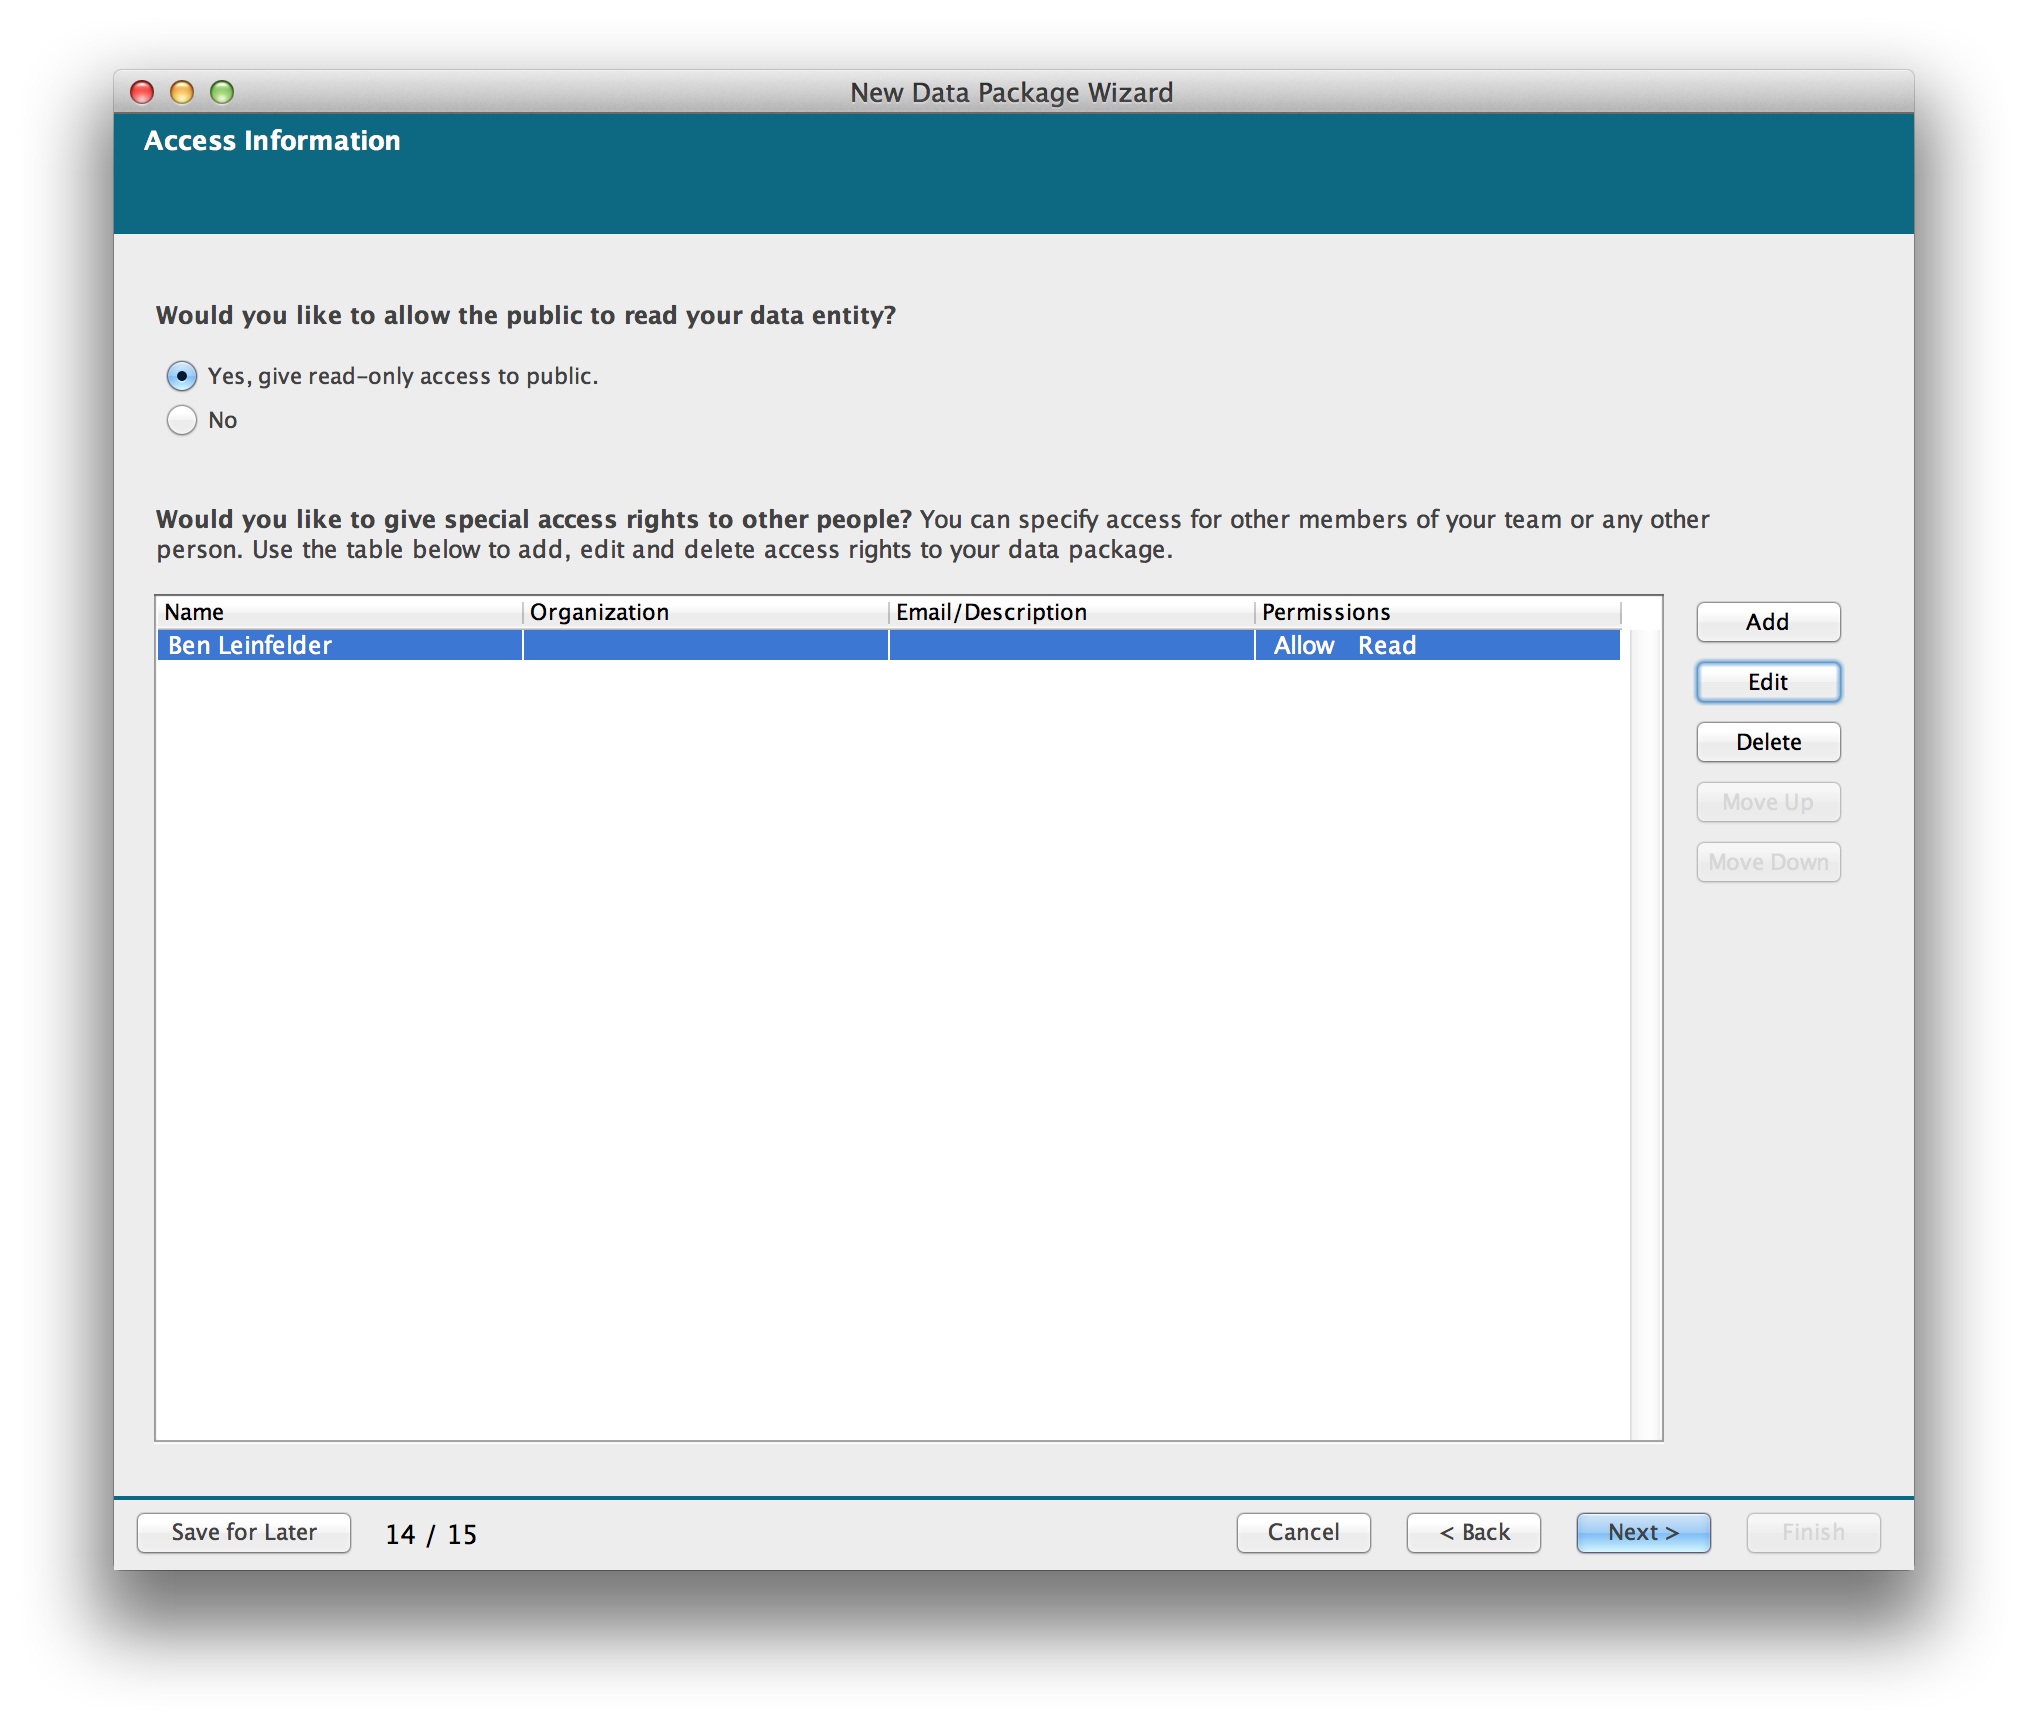 New Data Package Wizard
Access Information
Would you like to allow the public to read your data entity?
Yes, give read-only access to public.
No
Would you like to give special access rights to other people? You can specify access for other members of your team or any other
person. Use the table below to add, edit and delete access rights to your data package.
Name Organization Email/Description Permissions
Ben Leinfelder Allow Read
Add
Edit
Delete
Move Up
Move Down
Save for Later 14 / 15 Cancel < Back Next > Finish